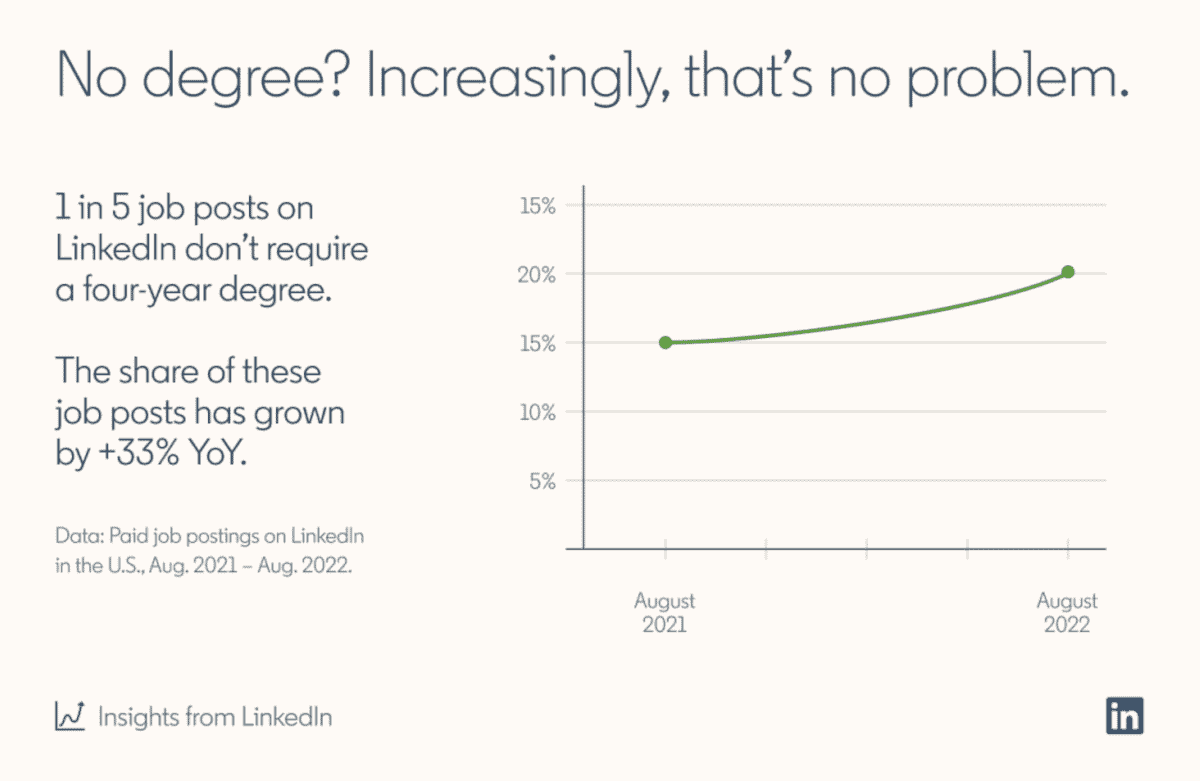 No degree? Increasingly, that's no problem.
1 in 5 job posts on
LinkedIn don't require
a four-year degree.
The share of these
job posts has grown
by +33% YoY.
Data: Paid job postings on LinkedIn
in the U.S., Aug. 2021 – Aug. 2022.
15%
20%
15%
10%
5%
August
2021
August
2022
Insights from LinkedIn
in